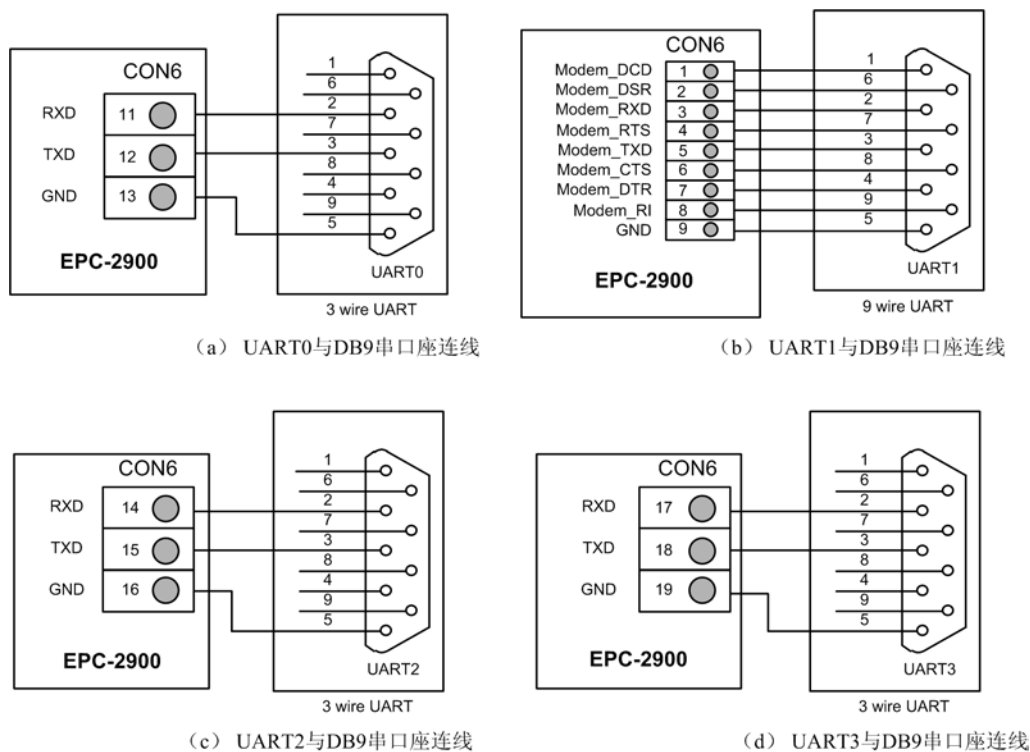 CON6
RXD 11
TXD 12
GND 13
EPC-2900
1
6
2
7
3
8
4
9
5
UART0
3 wire UART
（a） UART0与DB9串口座连线
CON6
Modem_DCD 1
Modem_DSR 2
Modem_RXD 3
Modem_RTS 4
Modem_TXD 5
Modem_CTS 6
Modem_DTR 7
Modem_RI 8
GND 9
EPC-2900
1
6
2
7
3
8
4
9
5
UART1
9 wire UART
（b） UART1与DB9串口座连线
CON6
RXD 14
TXD 15
GND 16
EPC-2900
1
6
2
7
3
8
4
9
5
UART2
3 wire UART
（c） UART2与DB9串口座连线
CON6
RXD 17
TXD 18
GND 19
EPC-2900
1
6
2
7
3
8
4
9
5
UART3
3 wire UART
（d） UART3与DB9串口座连线